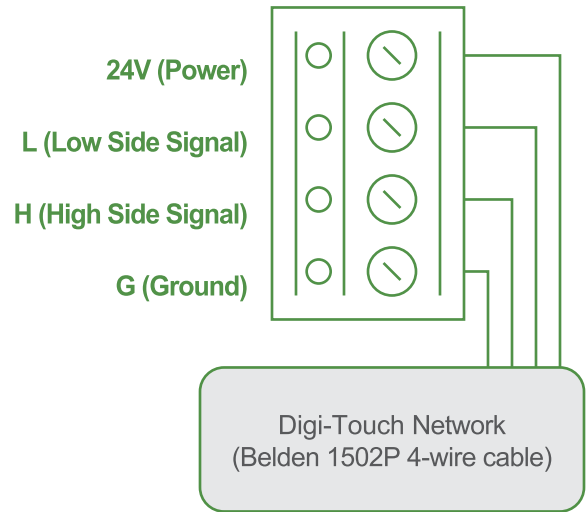 24V (Power)
L (Low Side Signal)
H (High Side Signal)
G (Ground)
Digi-Touch Network
(Belden 1502P 4-wire cable)